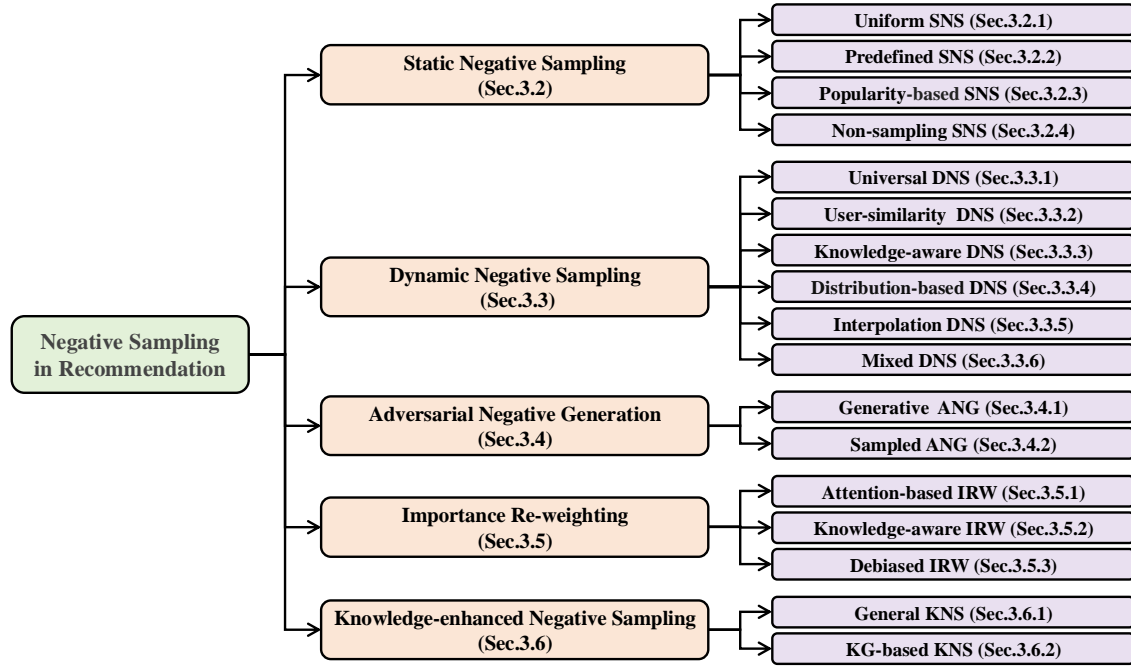 Negative Sampling
in Recommendation
Static Negative Sampling
(Sec.3.2)
Uniform SNS (Sec.3.2.1)
Predefined SNS (Sec.3.2.2)
Popularity-based SNS (Sec.3.2.3)
Non-sampling SNS (Sec.3.2.4)
Dynamic Negative Sampling
(Sec.3.3)
Universal DNS (Sec.3.3.1)
User-similarity DNS (Sec.3.3.2)
Knowledge-aware DNS (Sec.3.3.3)
Distribution-based DNS (Sec.3.3.4)
Interpolation DNS (Sec.3.3.5)
Mixed DNS (Sec.3.3.6)
Adversarial Negative Generation
(Sec.3.4)
Generative ANG (Sec.3.4.1)
Sampled ANG (Sec.3.4.2)
Importance Re-weighting
(Sec.3.5)
Attention-based IRW (Sec.3.5.1)
Knowledge-aware IRW (Sec.3.5.2)
Debiased IRW (Sec.3.5.3)
Knowledge-enhanced Negative Sampling
(Sec.3.6)
General KNS (Sec.3.6.1)
KG-based KNS (Sec.3.6.2)